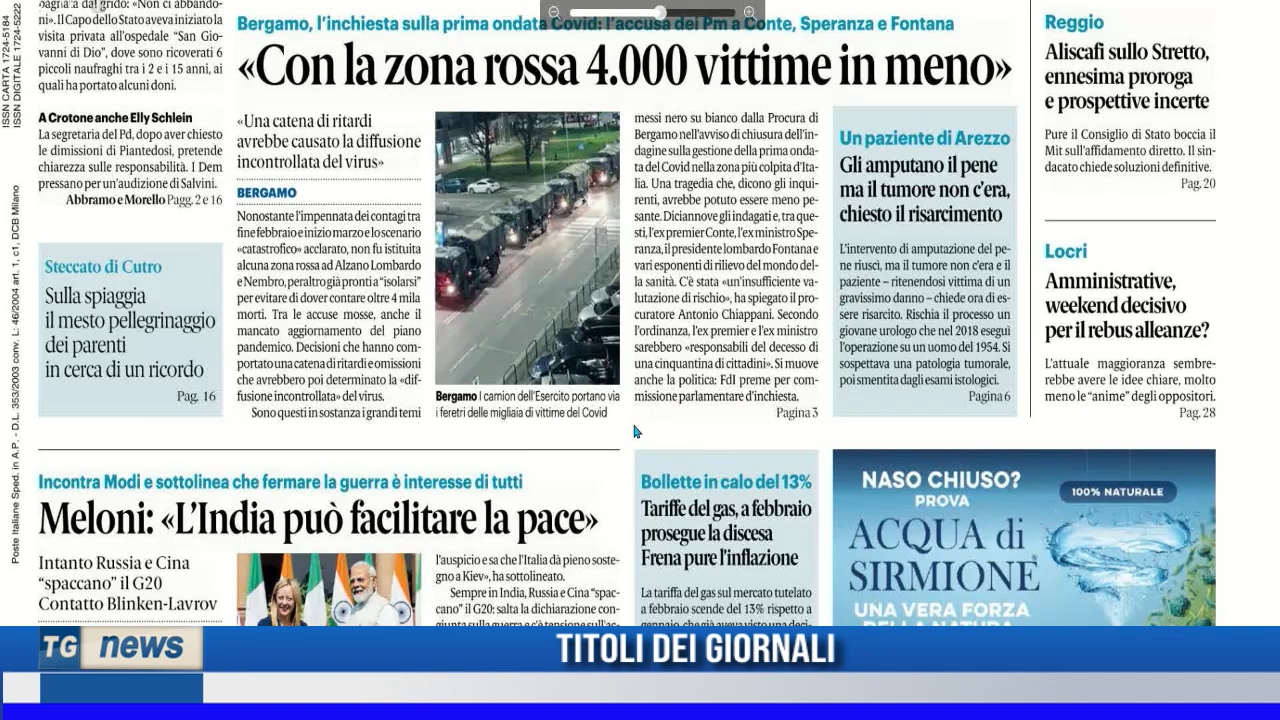 ni». Il Capo dello Stato aveva iniziato la
visita privata all'ospedale “San Gio-
vanni di Dio”, dove sono ricoverati 6
piccoli naufraghi tra i 2 e i 15 anni, ai
quali ha portato alcuni doni.
A Crotone anche Elly Schlein
La segretaria del Pd, dopo aver chiesto
le dimissioni di Piantedosi, pretende
chiarezza sulle responsabilità. I Dem
pressano per un'audizione di Salvini.
Abbramo e Morello Pagg. 2 e 16
Steccato di Cutro
Sulla spiaggia
il mesto pellegrinaggio
dei parenti
in cerca di un ricordo
Pag. 16
ISSN CARTA 1724-5184
ISSN DIGITALE 1724-5222
Poste Italiane Sped. in A.P. - D.L. 353/2003 conv. L: 46/2004 art. 1, c1, DCB Milano
Bergamo, l'inchiesta sulla prima ondata Covid: l'accusa dei Pm a Conte, Speranza e Fontana
«Con la zona rossa 4.000 vittime in meno»
«Una catena di ritardi
avrebbe causato la diffusione
incontrollata del virus»
BERGAMO
Nonostante l'impennata dei contagi tra
fine febbraio e inizio marzo e lo scenario
«catastrofico» acclarato, non fu istituita
alcuna zona rossa ad Alzano Lombardo
e Nembro, peraltro già pronti a “isolarsi”
per evitare di dover contare oltre 4 mila
morti. Tra le accuse mosse, anche il
mancato aggiornamento del piano
pandemico. Decisioni che hanno com-
portato una catena di ritardi e omissioni
che avrebbero poi determinato la «dif-
fusione incontrollata» del virus.
Sono questi in sostanza i grandi temi
Bergamo I camion dell'Esercito portano via
i feretri delle migliaia di vittime del Covid
messi nero su bianco dalla Procura di
Bergamo nell'avviso di chiusura dell'in-
dagine sulla gestione della prima onda-
ta del Covid nella zona più colpita d'Ita-
lia. Una tragedia che, dicono gli inqui-
renti, avrebbe potuto essere meno pe-
sante. Diciannove gli indagati e, tra que-
sti, l'ex premier Conte, l'ex ministro Spe-
ranza, il presidente lombardo Fontana e
vari esponenti di rilievo del mondo del-
la sanità. C'è stata «un'insufficiente va-
lutazione di rischio», ha spiegato il pro-
curatore Antonio Chiappani. Secondo
l'ordinanza, l'ex premier e l'ex ministro
sarebbero «responsabili del decesso di
una cinquantina di cittadini». Si muove
anche la politica: FdI preme per com-
missione parlamentare d'inchiesta.
Pagina 3
Un paziente di Arezzo
Gli amputano il pene
ma il tumore non c'era,
chiesto il risarcimento
L'intervento di amputazione del pe-
ne riuscì, ma il tumore non c'era e il
paziente – ritenendosi vittima di un
gravissimo danno – chiede ora di es-
sere risarcito. Rischia il processo un
giovane urologo che nel 2018 eseguì
l'operazione su un uomo del 1954. Si
sospettava una patologia tumorale,
poi smentita dagli esami istologici.
Pagina 6
Reggio
Aliscafi sullo Stretto,
ennesima proroga
e prospettive incerte
Pure il Consiglio di Stato boccia il
Mit sull'affidamento diretto. Il sin-
dacato chiede soluzioni definitive.
Pag. 20
Locri
Amministrative,
weekend decisivo
per il rebus alleanze?
L'attuale maggioranza sembre-
rebbe avere le idee chiare, molto
meno le “anime” degli oppositori.
Pag. 28
Incontra Modi e sottolinea che fermare la guerra è interesse di tutti
Meloni: «L'India può facilitare la pace»
Intanto Russia e Cina
“spaccano” il G20
Contatto Blinken-Lavrov
l'auspicio e sa che l'Italia dà pieno soste-
gno a Kiev», ha sottolineato.
Sempre in India, Russia e Cina “spac-
cano” il G20: salta la dichiarazione con-
Bollette in calo del 13%
Tariffe del gas, a febbraio
prosegue la discesa
Frena pure l'inflazione
La tariffa del gas sul mercato tutelato
a febbraio scende del 13% rispetto a
NASO CHIUSO?
PROVA
ACQUA di
SIRMIONE
UNA VERA FORZA
DELLA NATURA
100% NATURALE
TG news
TITOLI DEI GIORNALI